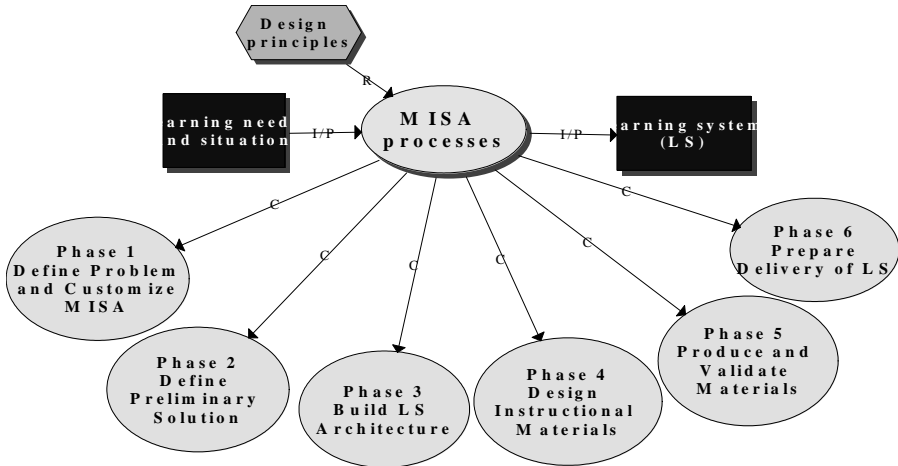 Design
principles
R
MISA
processes
arning need
nd situation
I/P
I/P
arning system
(LS)
C
C
C
C
C
C
Phase 1
Define Problem
and Customize
MISA
Phase 2
Define
Preliminary
Solution
Phase 3
Build LS
Architecture
Phase 4
Design
Instructional
Materials
Phase 5
Produce and
Validate
Materials
Phase 6
Prepare
Delivery of LS